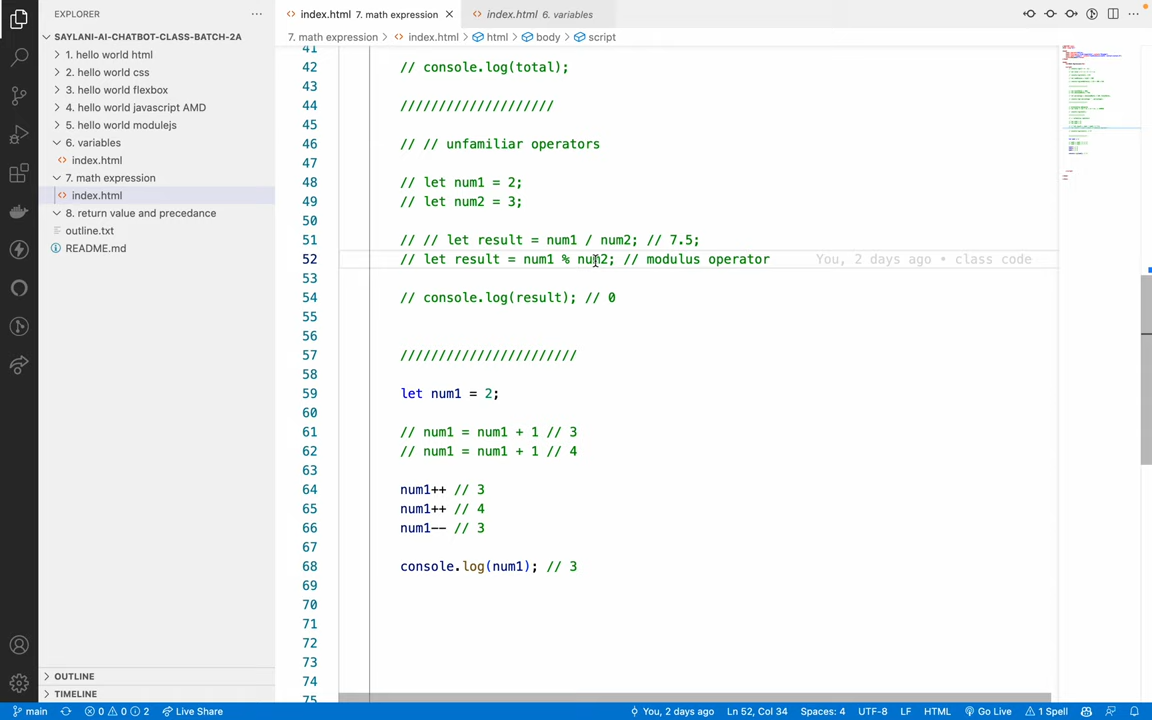 EXPLORER
SAYLANI-AI-CHATBOT-CLASS-BATCH-2A
1. hello world html
2. hello world css
3. hello world flexbox
4. hello world javascript AMD
5. hello world modulejs
6. variables
index.html
7. math expression
index.html
8. return value and precedance
outline.txt
README.md
OUTLINE
TIMELINE
index.html 7. math expression
index.html 6. variables
7. math expression > index.html > html > body > script
41
42 // console.log(total);
43
44 ////////////////////
45
46 // // unfamiliar operators
47
48 // let num1 = 2;
49 // let num2 = 3;
50
51 // // let result = num1 / num2; // 7.5;
52 // let result = num1 % num2; // modulus operator You, 2 days ago • class code
53
54 // console.log(result); // 0
55
56
57 ///////////////////////
58
59 let num1 = 2;
60
61 // num1 = num1 + 1 // 3
62 // num1 = num1 + 1 // 4
63
64 num1++ // 3
65 num1++ // 4
66 num1-- // 3
67
68 console.log(num1); // 3
69
70
71
72
73
74
75
main 0 0 2 Live Share You, 2 days ago Ln 52, Col 34 Spaces: 4 UTF-8 LF HTML Go Live 1 Spell